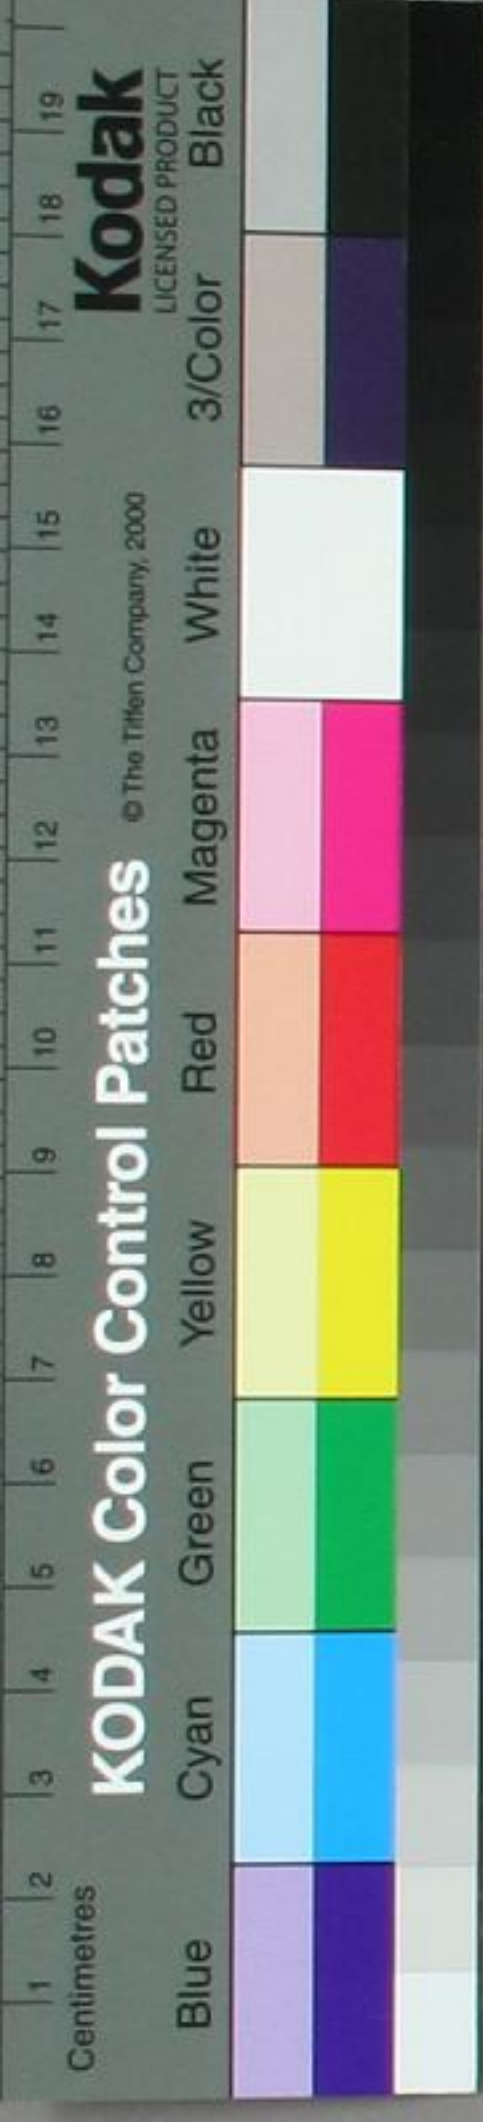 1 2 3 4 5 6 7 8 9 10 11 12 13 14 15 16 17 18 19
Centimetres
KODAK Color Control Patches © The Tiffen Company, 2000
Kodak
LICENSED PRODUCT
Blue Cyan Green Yellow Red Magenta White 3/Color Black